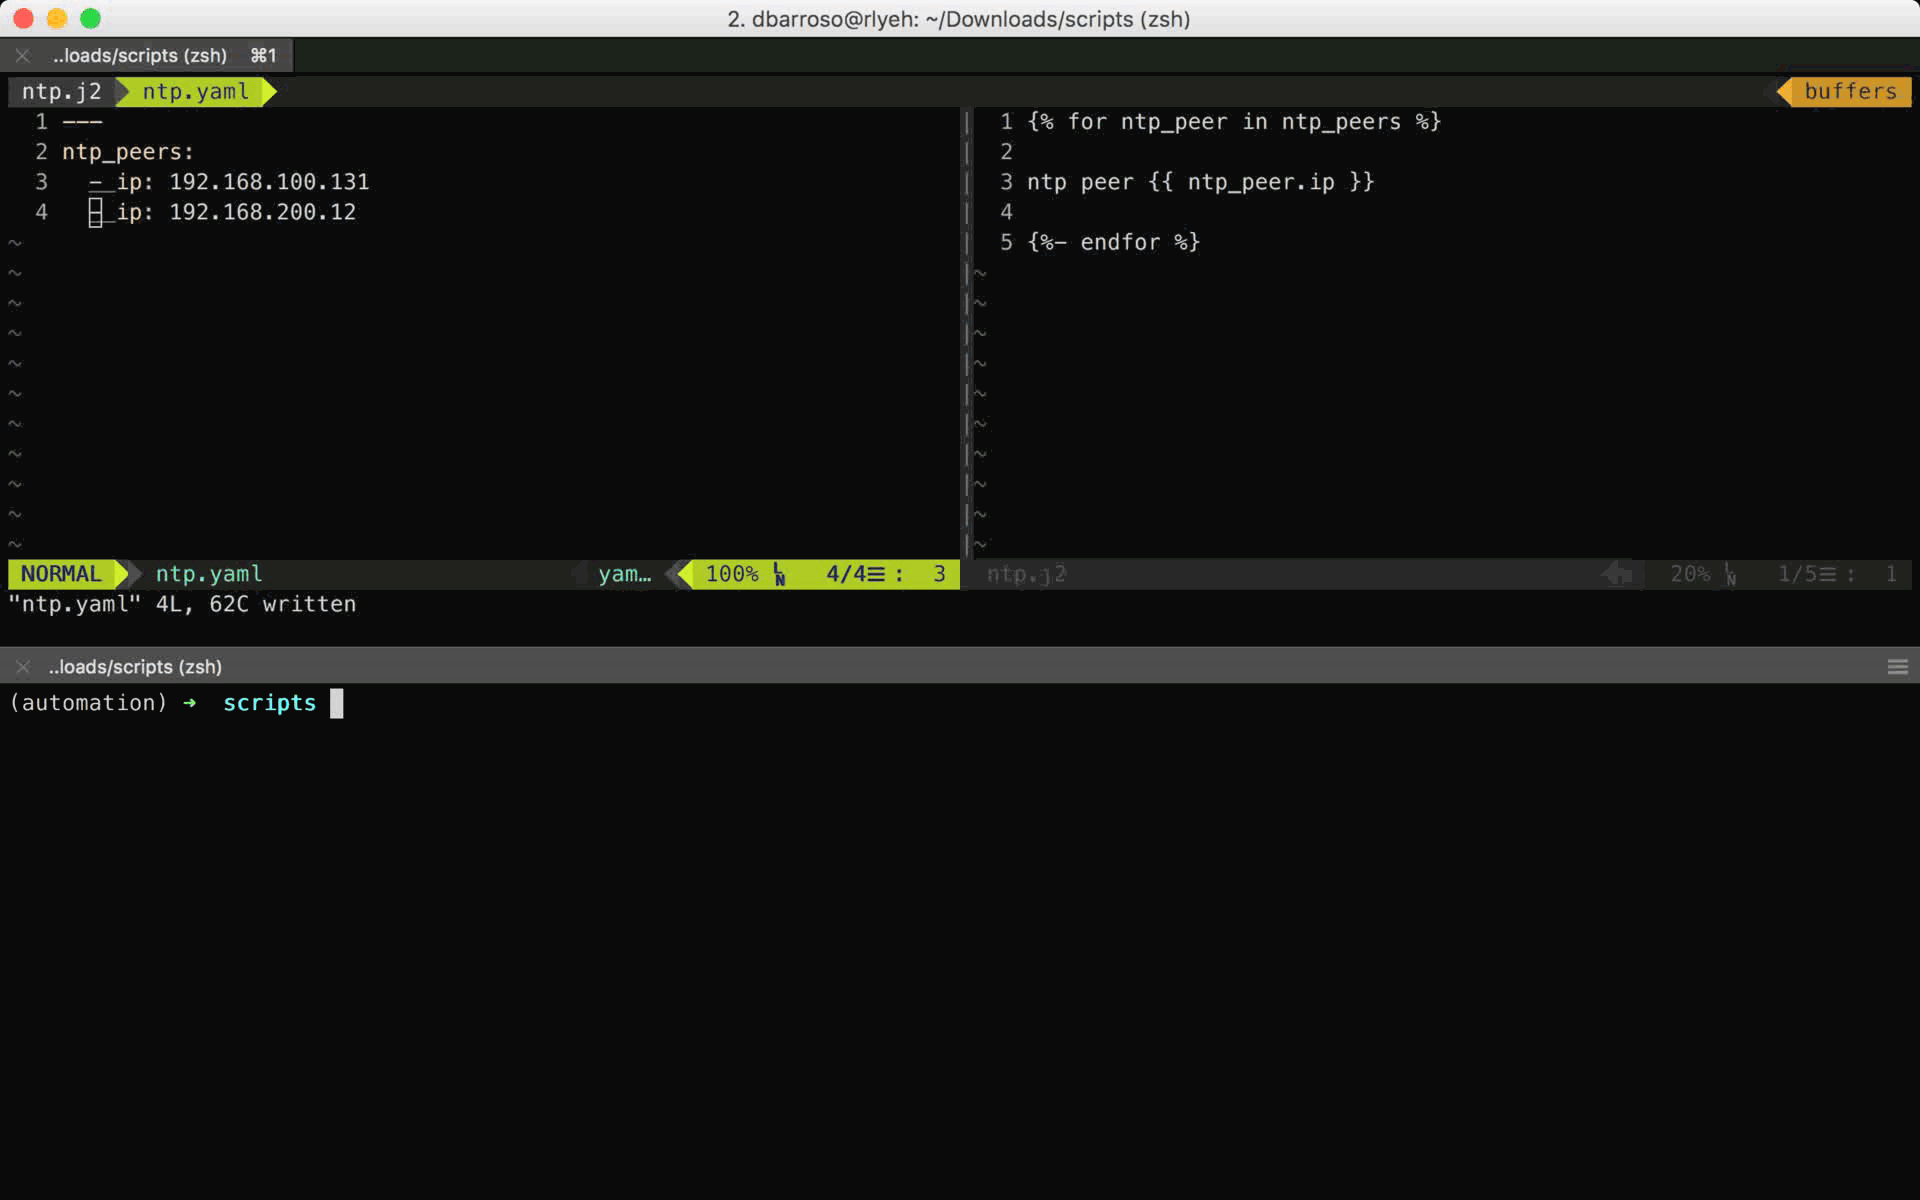 2. dbarroso@rlyeh: ~/Downloads/scripts (zsh)
..loads/scripts (zsh) ⌘1
ntp.j2 ntp.yaml buffers
1 ---
2 ntp_peers:
3   - ip: 192.168.100.131
4   - ip: 192.168.200.12
~
~
~
~
~
~
~
~
~
~
~
1 {% for ntp_peer in ntp_peers %}
2
3 ntp peer {{ ntp_peer.ip }}
4
5 {%- endfor %}
~
~
~
~
~
~
~
~
~
~
NORMAL ntp.yaml yam… 100% ␤ 4/4☰ : 3
ntp.j2 20% ␤ 1/5☰ : 1
"ntp.yaml" 4L, 62C written
..loads/scripts (zsh)
(automation) ➜ scripts